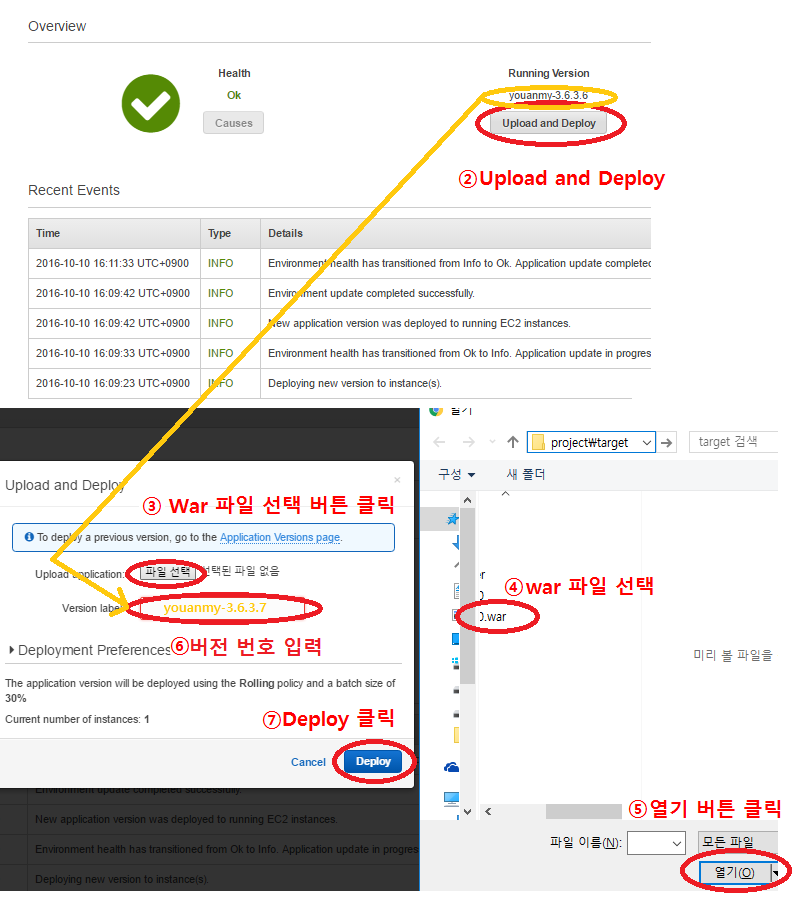 Overview
Health
Running Version
Ok
youanmy-3.6.3.6
Causes
Upload and Deploy
②Upload and Deploy
Recent Events
Time Type Details
2016-10-10 16:11:33 UTC+0900 INFO Environment health has transitioned from Info to Ok. Application update completed
2016-10-10 16:09:42 UTC+0900 INFO Environment update completed successfully.
2016-10-10 16:09:42 UTC+0900 INFO New application version was deployed to running EC2 instances.
2016-10-10 16:09:33 UTC+0900 INFO Environment health has transitioned from Ok to Info. Application update in progres
2016-10-10 16:09:23 UTC+0900 INFO Deploying new version to instance(s).
Upload and Deploy
×
③ War 파일 선택 버튼 클릭
To deploy a previous version, go to the Application Versions page.
Upload application: 파일 선택 선택된 파일 없음
Version label: youanmy-3.6.3.7
⑥버전 번호 입력
Deployment Preferences
The application version will be deployed using the Rolling policy and a batch size of
30%
Current number of instances: 1
⑦Deploy 클릭
Cancel Deploy
Environment update completed successfully.
New application version was deployed to running EC2 instances.
Environment health has transitioned from Ok to Info. Application update in progres
Deploying new version to instance(s).
열기
project₩target
target 검색
구성 새 폴더
④war 파일 선택
0.war
미리 볼 파일을
⑤열기 버튼 클릭
파일 이름(N): 모든 파일
열기(O)